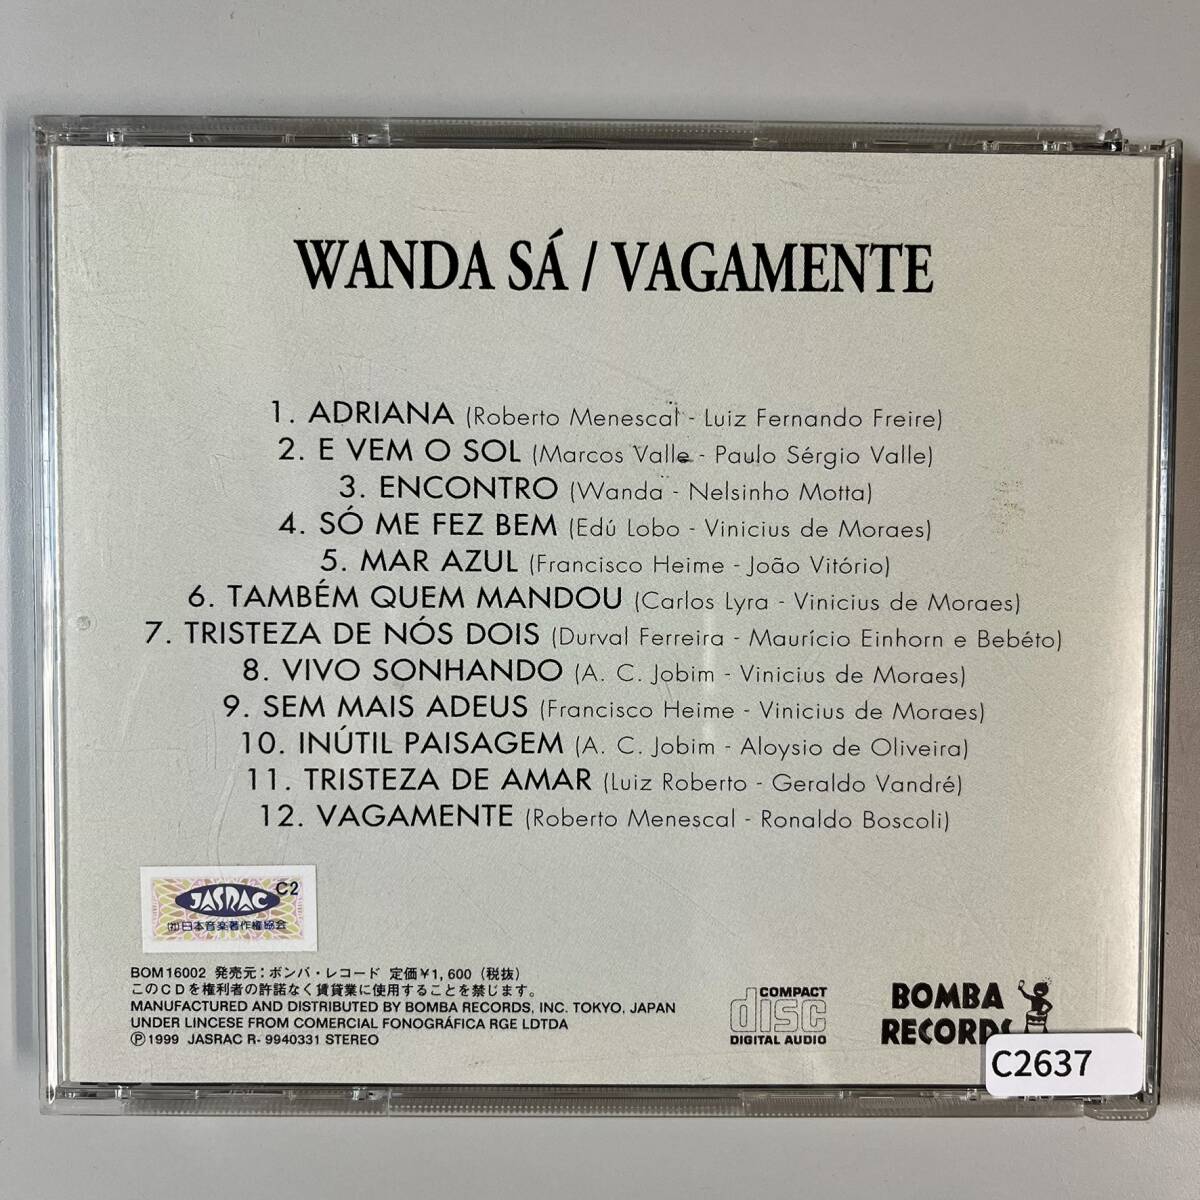 WANDA SÁ / VAGAMENTE
1. ADRIANA (Roberto Menescal - Luiz Fernando Freire)
2. E VEM O SOL (Marcos Valle - Paulo Sérgio Valle)
3. ENCONTRO (Wanda - Nelsinho Motta)
4. SÓ ME FEZ BEM (Edú Lobo - Vinicius de Moraes)
5. MAR AZUL (Francisco Heime - João Vitório)
6. TAMBÉM QUEM MANDOU (Carlos Lyra - Vinicius de Moraes)
7. TRISTEZA DE NÓS DOIS (Durval Ferreira - Maurício Einhorn e Bebéto)
8. VIVO SONHANDO (A. C. Jobim - Vinicius de Moraes)
9. SEM MAIS ADEUS (Francisco Heime - Vinicius de Moraes)
10. INÚTIL PAISAGEM (A. C. Jobim - Aloysio de Oliveira)
11. TRISTEZA DE AMAR (Luiz Roberto - Geraldo Vandré)
12. VAGAMENTE (Roberto Menescal - Ronaldo Boscoli)
C2
JASRAC
(社)日本音楽著作権協会
BOM16002 発売元：ボンバ・レコード 定価¥1,600（税抜）
このCDを権利者の許諾なく賃貸業に使用することを禁じます。
MANUFACTURED AND DISTRIBUTED BY BOMBA RECORDS, INC. TOKYO, JAPAN
UNDER LINCESE FROM COMERCIAL FONOGRÁFICA RGE LDTDA
Ⓟ1999 JASRAC R- 9940331 STEREO
COMPACT
disc
DIGITAL AUDIO
BOMBA
RECORDS
C2637